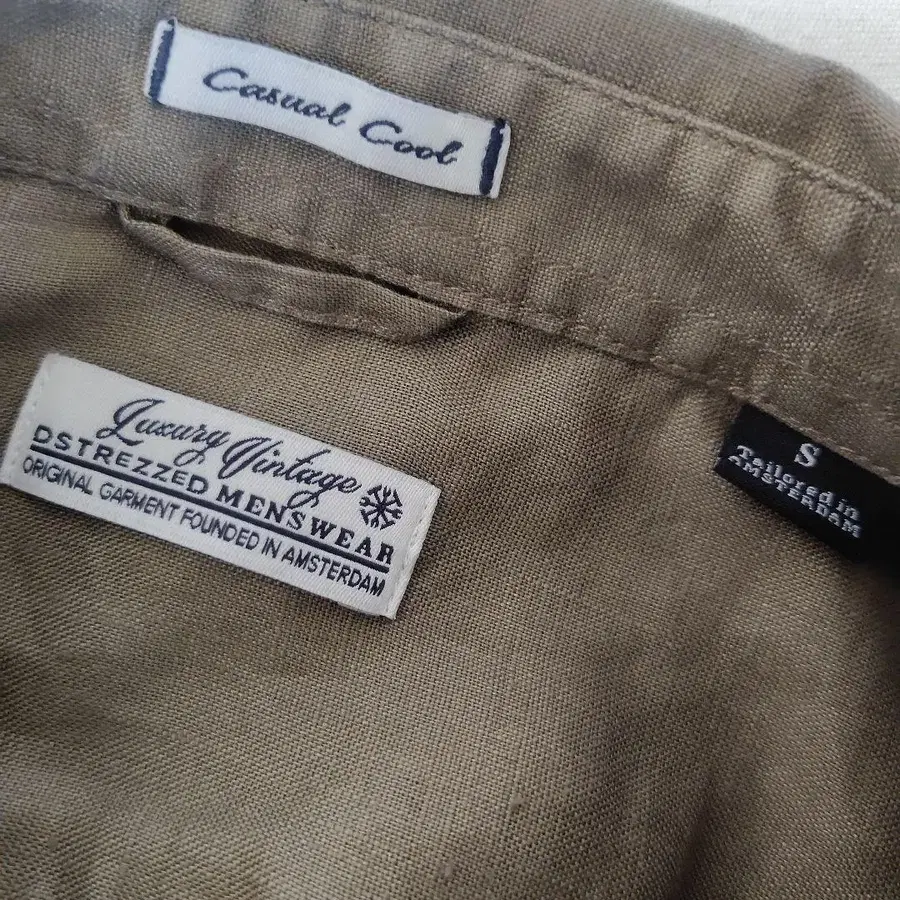 Casual Cool
Luxury Vintage
DSTREZZED MENSWEAR
ORIGINAL GARMENT FOUNDED IN AMSTERDAM
S
Tailored in
AMSTERDAM